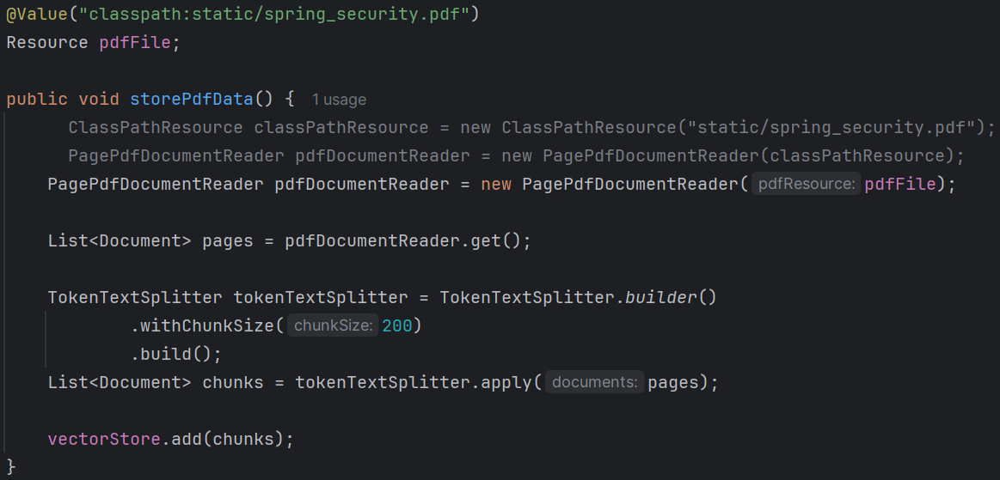 @Value("classpath:static/spring_security.pdf")
Resource pdfFile;
public void storePdfData() { 1 usage
ClassPathResource classPathResource = new ClassPathResource("static/spring_security.pdf");
PagePdfDocumentReader pdfDocumentReader = new PagePdfDocumentReader(classPathResource);
PagePdfDocumentReader pdfDocumentReader = new PagePdfDocumentReader( pdfResource: pdfFile);
List<Document> pages = pdfDocumentReader.get();
TokenTextSplitter tokenTextSplitter = TokenTextSplitter.builder()
.withChunkSize( chunkSize: 200)
.build();
List<Document> chunks = tokenTextSplitter.apply( documents: pages);
vectorStore.add(chunks);
}